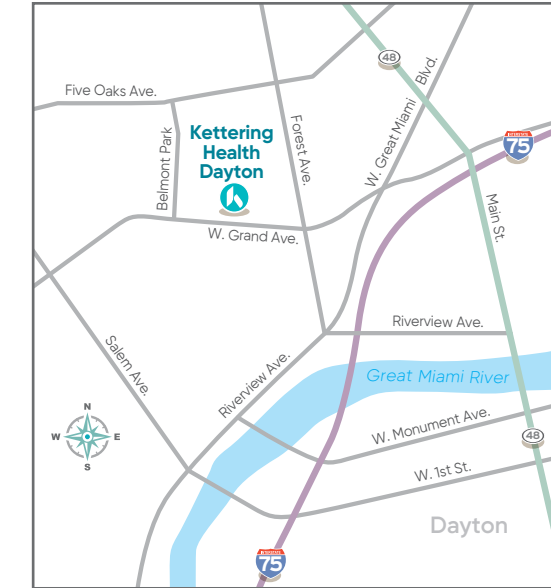 48
Five Oaks Ave.
W. Great Miami Blvd.
75
Kettering
Health
Dayton
Forest Ave.
Belmont Park
Main St.
W. Grand Ave.
Riverview Ave.
Salem Ave.
Riverview Ave.
Great Miami River
N
W E
S
W. Monument Ave.
48
W. 1st St.
Dayton
75